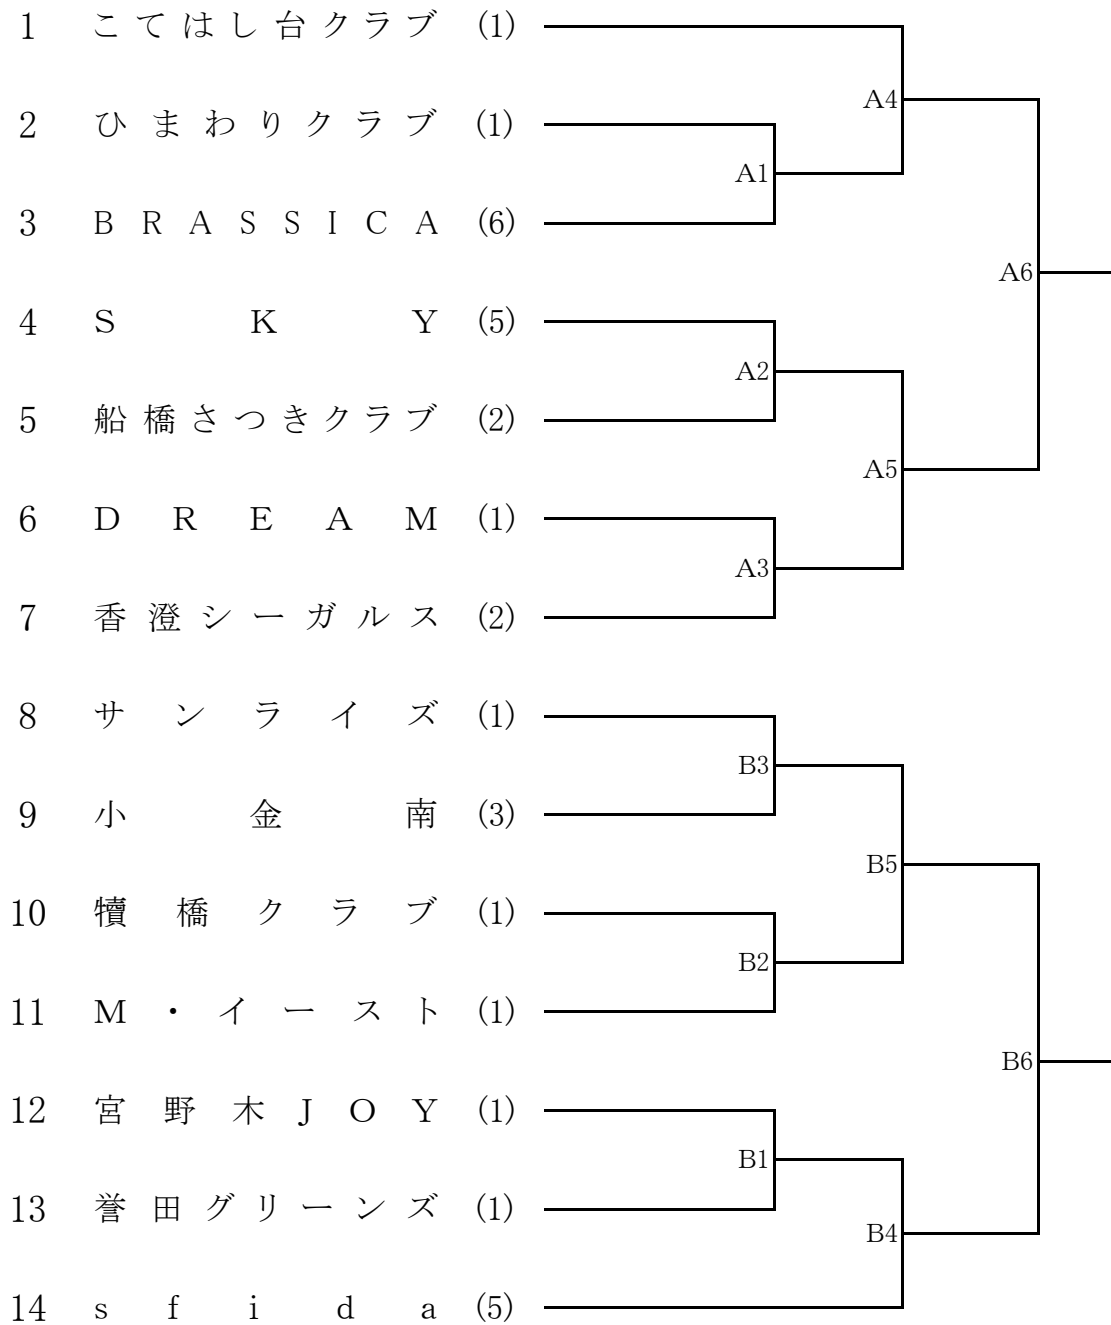 1 こてはし台クラブ (1)
A4
2 ひまわりクラブ (1)
A1
3 BRASSICA (6)
A6
4 SKY (5)
A2
5 船橋さつきクラブ (2)
A5
6 DREAM (1)
A3
7 香澄シーガルス (2)
8 サンライズ (1)
B3
9 小金南 (3)
B5
10 犢橋クラブ (1)
B2
11 M・イースト (1)
B6
12 宮野木JOY (1)
B1
13 誉田グリーンズ (1)
B4
14 sfida (5)